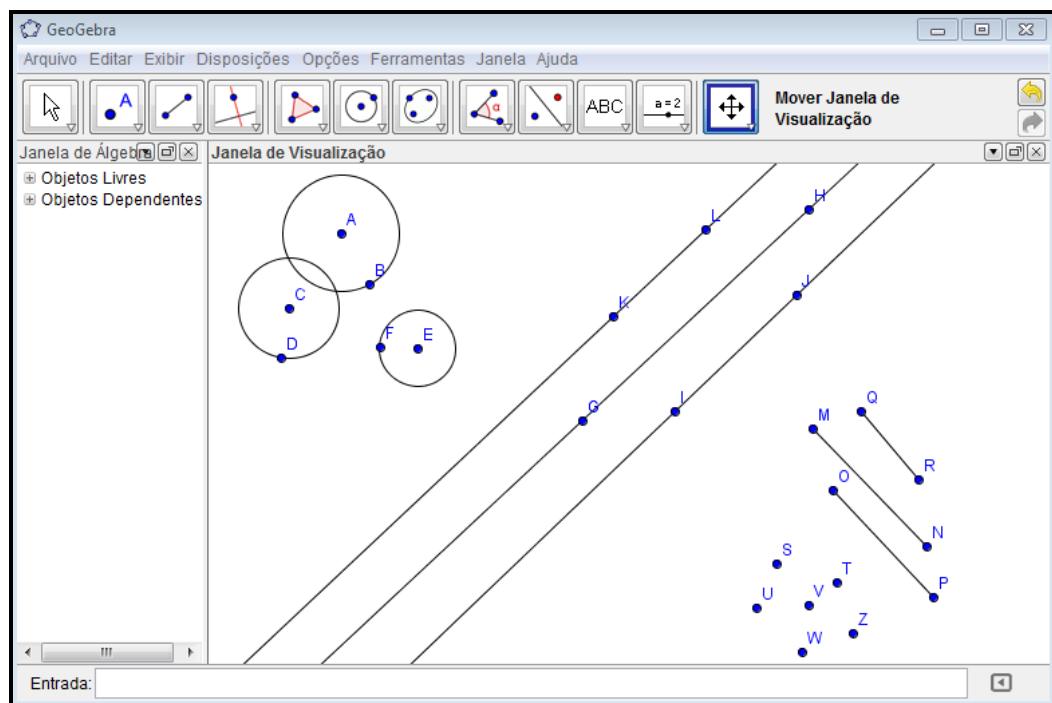 GeoGebra
Arquivo Editar Exibir Disposições Opções Ferramentas Janela Ajuda
A
α
ABC
a = 2
Mover Janela de
Visualização
Janela de Álgeb
Janela de Visualização
Objetos Livres
Objetos Dependentes
A
B
C
D
F
E
L
H
K
J
G
I
Q
M
R
O
N
S
T
P
U
V
Z
W
Entrada: